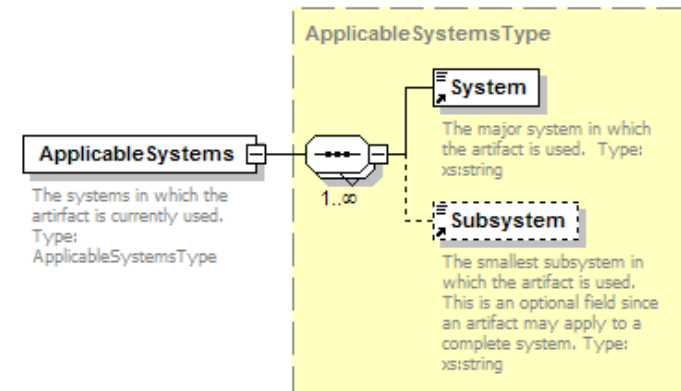 ApplicableSystemsType
System
The major system in which
the artifact is used. Type:
xs:string
ApplicableSystems
The systems in which the
artirfact is currently used.
Type:
ApplicableSystemsType
1..∞
Subsystem
The smallest subsystem in
which the artifact is used.
This is an optional field since
an artifact may apply to a
complete system. Type:
xs:string